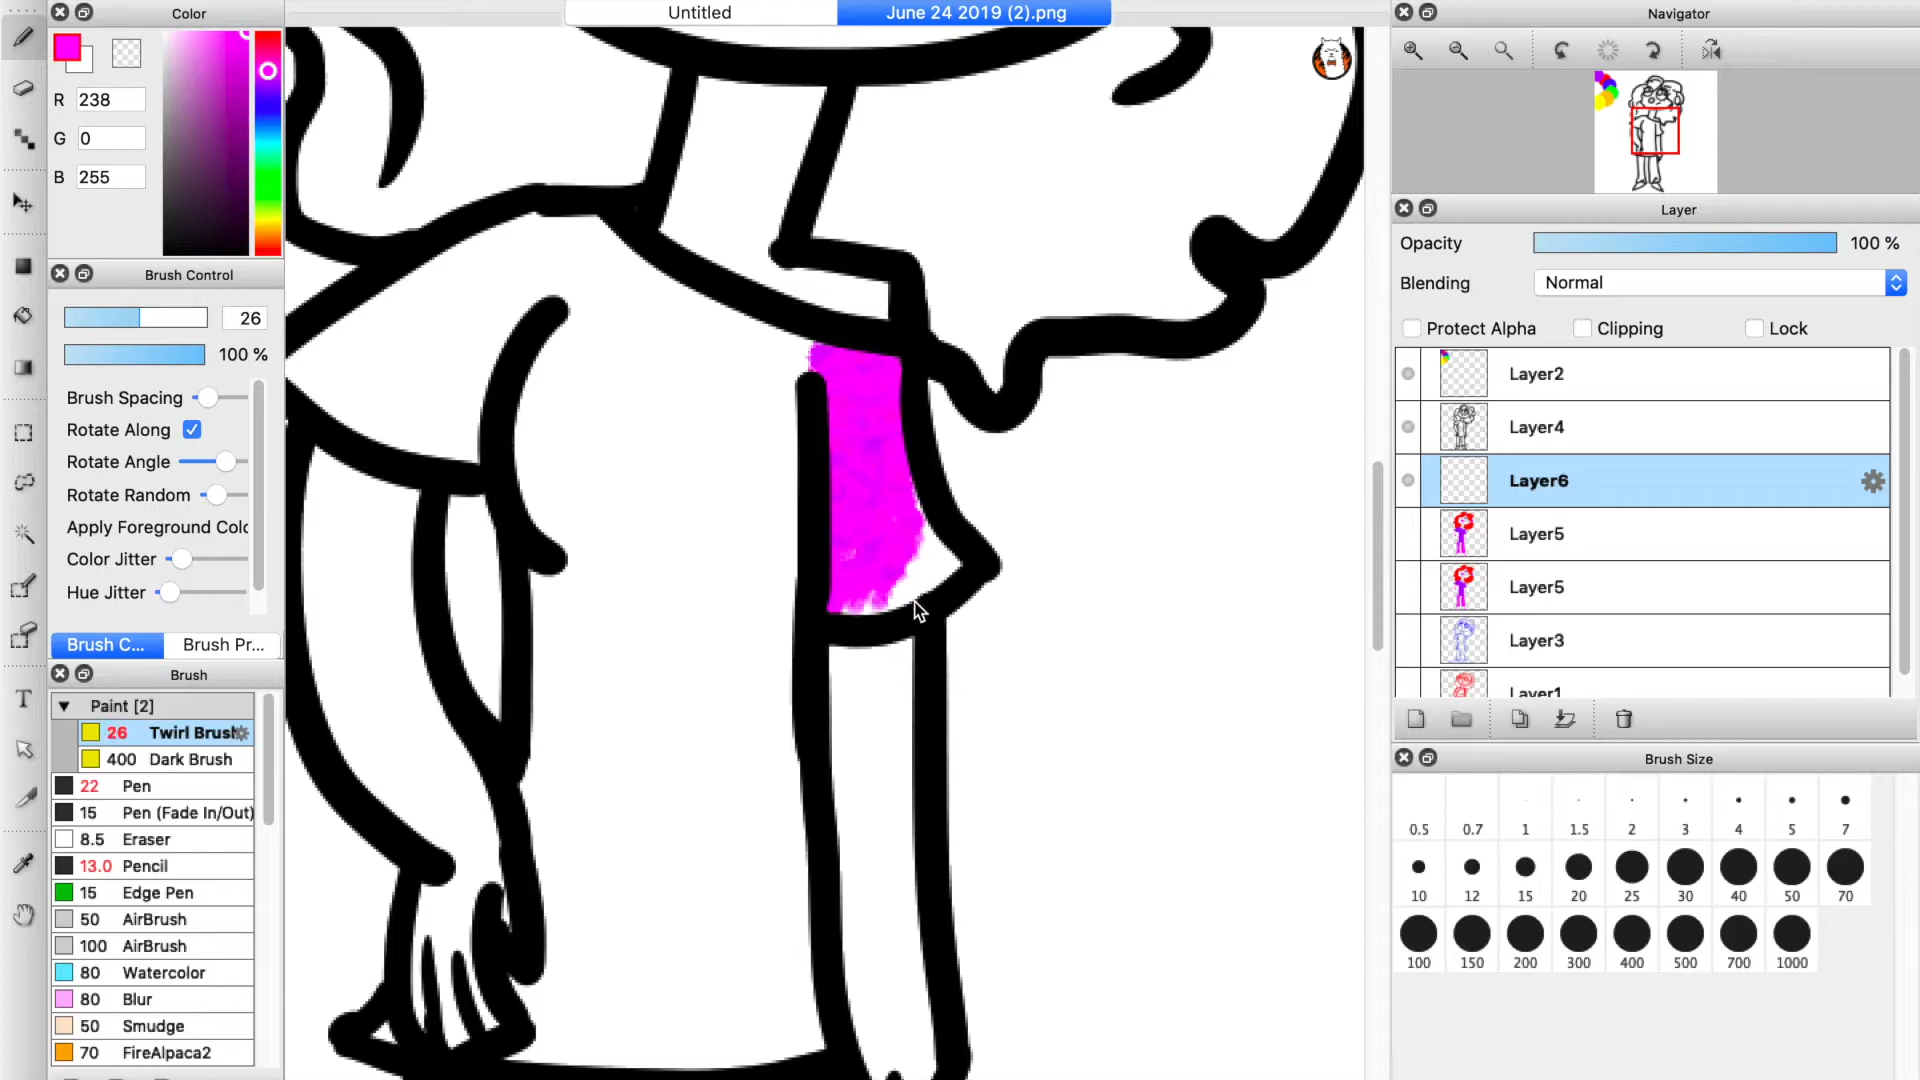 Color
Untitled
June 24 2019 (2).png
Navigator
R 238
G 0
B 255
Brush Control
26
100 %
Brush Spacing
Rotate Along
Rotate Angle
Rotate Random
Apply Foreground Colo
Color Jitter
Hue Jitter
Brush C...
Brush Pr...
Brush
Paint [2]
26 Twirl Brush
400 Dark Brush
22 Pen
15 Pen (Fade In/Out)
8.5 Eraser
13.0 Pencil
15 Edge Pen
50 AirBrush
100 AirBrush
80 Watercolor
80 Blur
50 Smudge
70 FireAlpaca2
Layer
Opacity 100 %
Blending Normal
Protect Alpha Clipping Lock
Layer2
Layer4
Layer6
Layer5
Layer5
Layer3
Layer1
Brush Size
0.5 0.7 1 1.5 2 3 4 5 7
10 12 15 20 25 30 40 50 70
100 150 200 300 400 500 700 1000
T